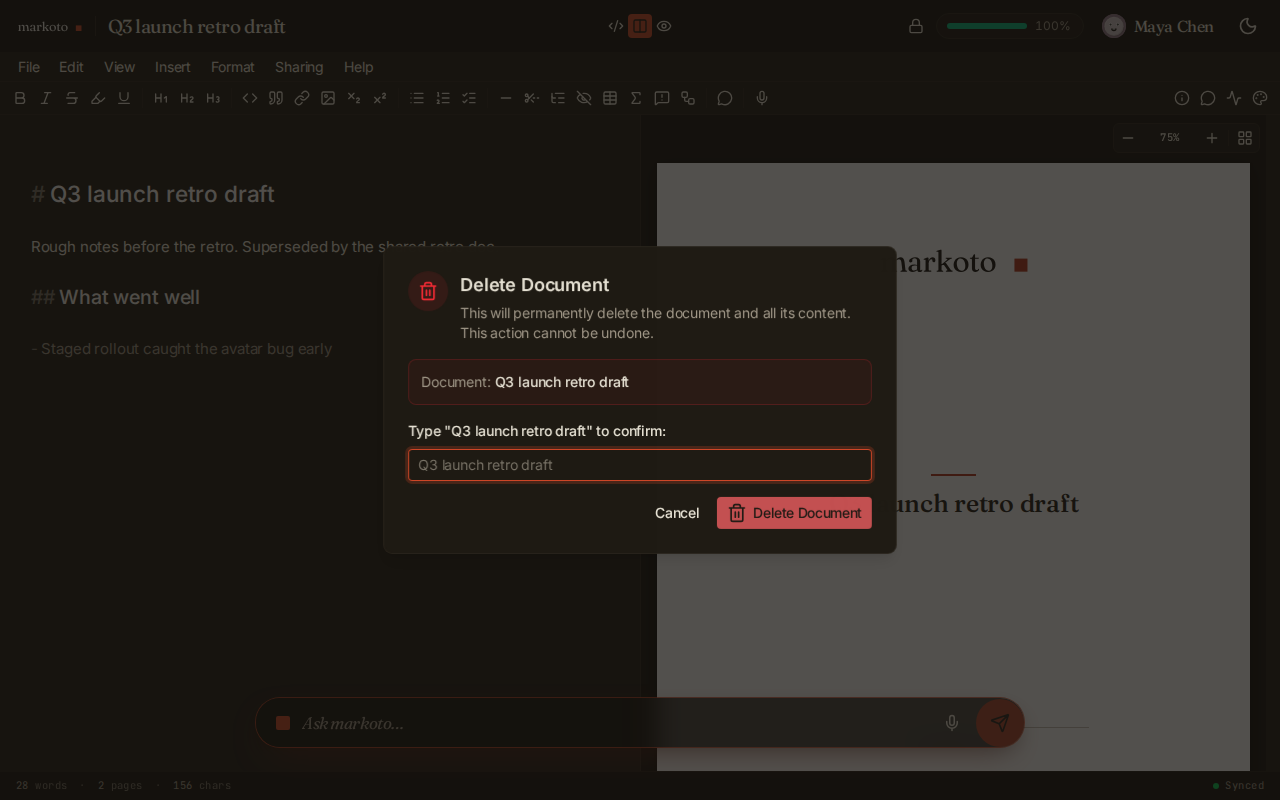 markoto
Q3 launch retro draft
100%
Maya Chen
File Edit View Insert Format Sharing Help
H1 H2 H3
75%
# Q3 launch retro draft
Rough notes before the retro. Superseded by the shared retro doc.
## What went well
- Staged rollout caught the avatar bug early
markoto
unch retro draft
Delete Document
This will permanently delete the document and all its content.
This action cannot be undone.
Document: Q3 launch retro draft
Type "Q3 launch retro draft" to confirm:
Q3 launch retro draft
Cancel
Delete Document
Ask markoto...
28 words · 2 pages · 156 chars
Synced